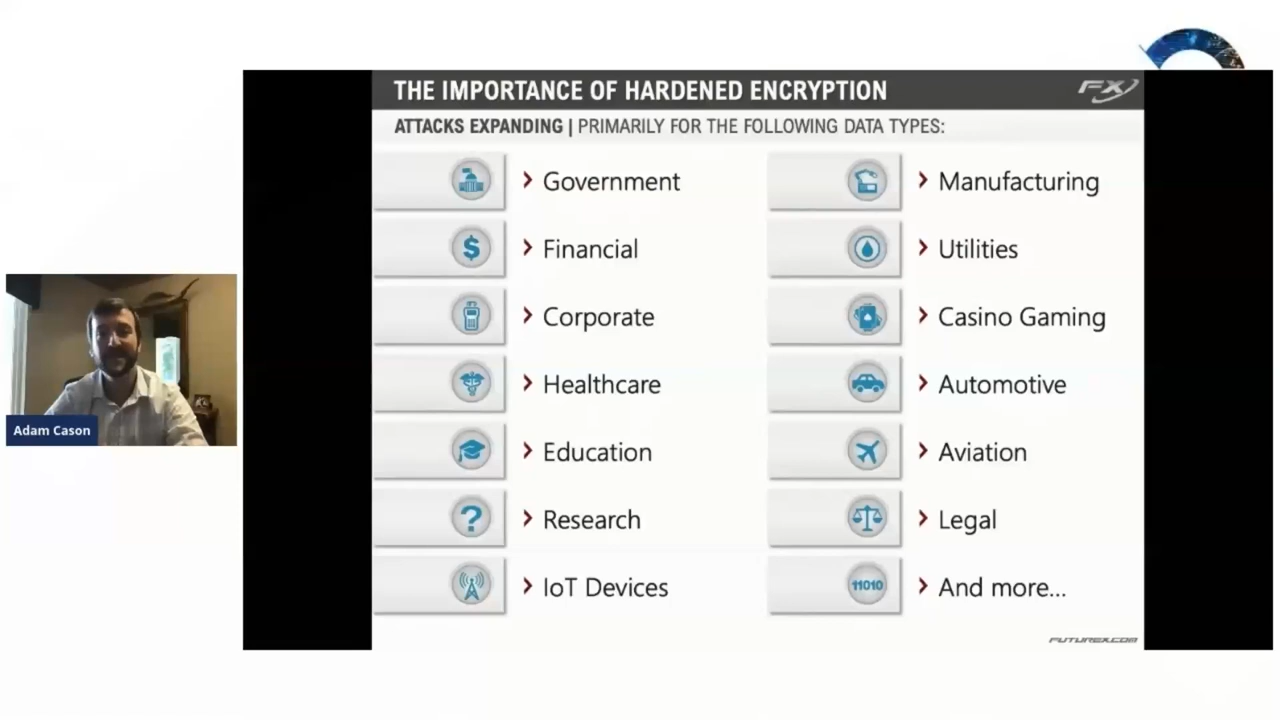 THE IMPORTANCE OF HARDENED ENCRYPTION
FX
ATTACKS EXPANDING | PRIMARILY FOR THE FOLLOWING DATA TYPES:
Government
Financial
Corporate
Healthcare
Education
Research
IoT Devices
Manufacturing
Utilities
Casino Gaming
Automotive
Aviation
Legal
11010
And more...
FUTUREX.COM
Adam Cason